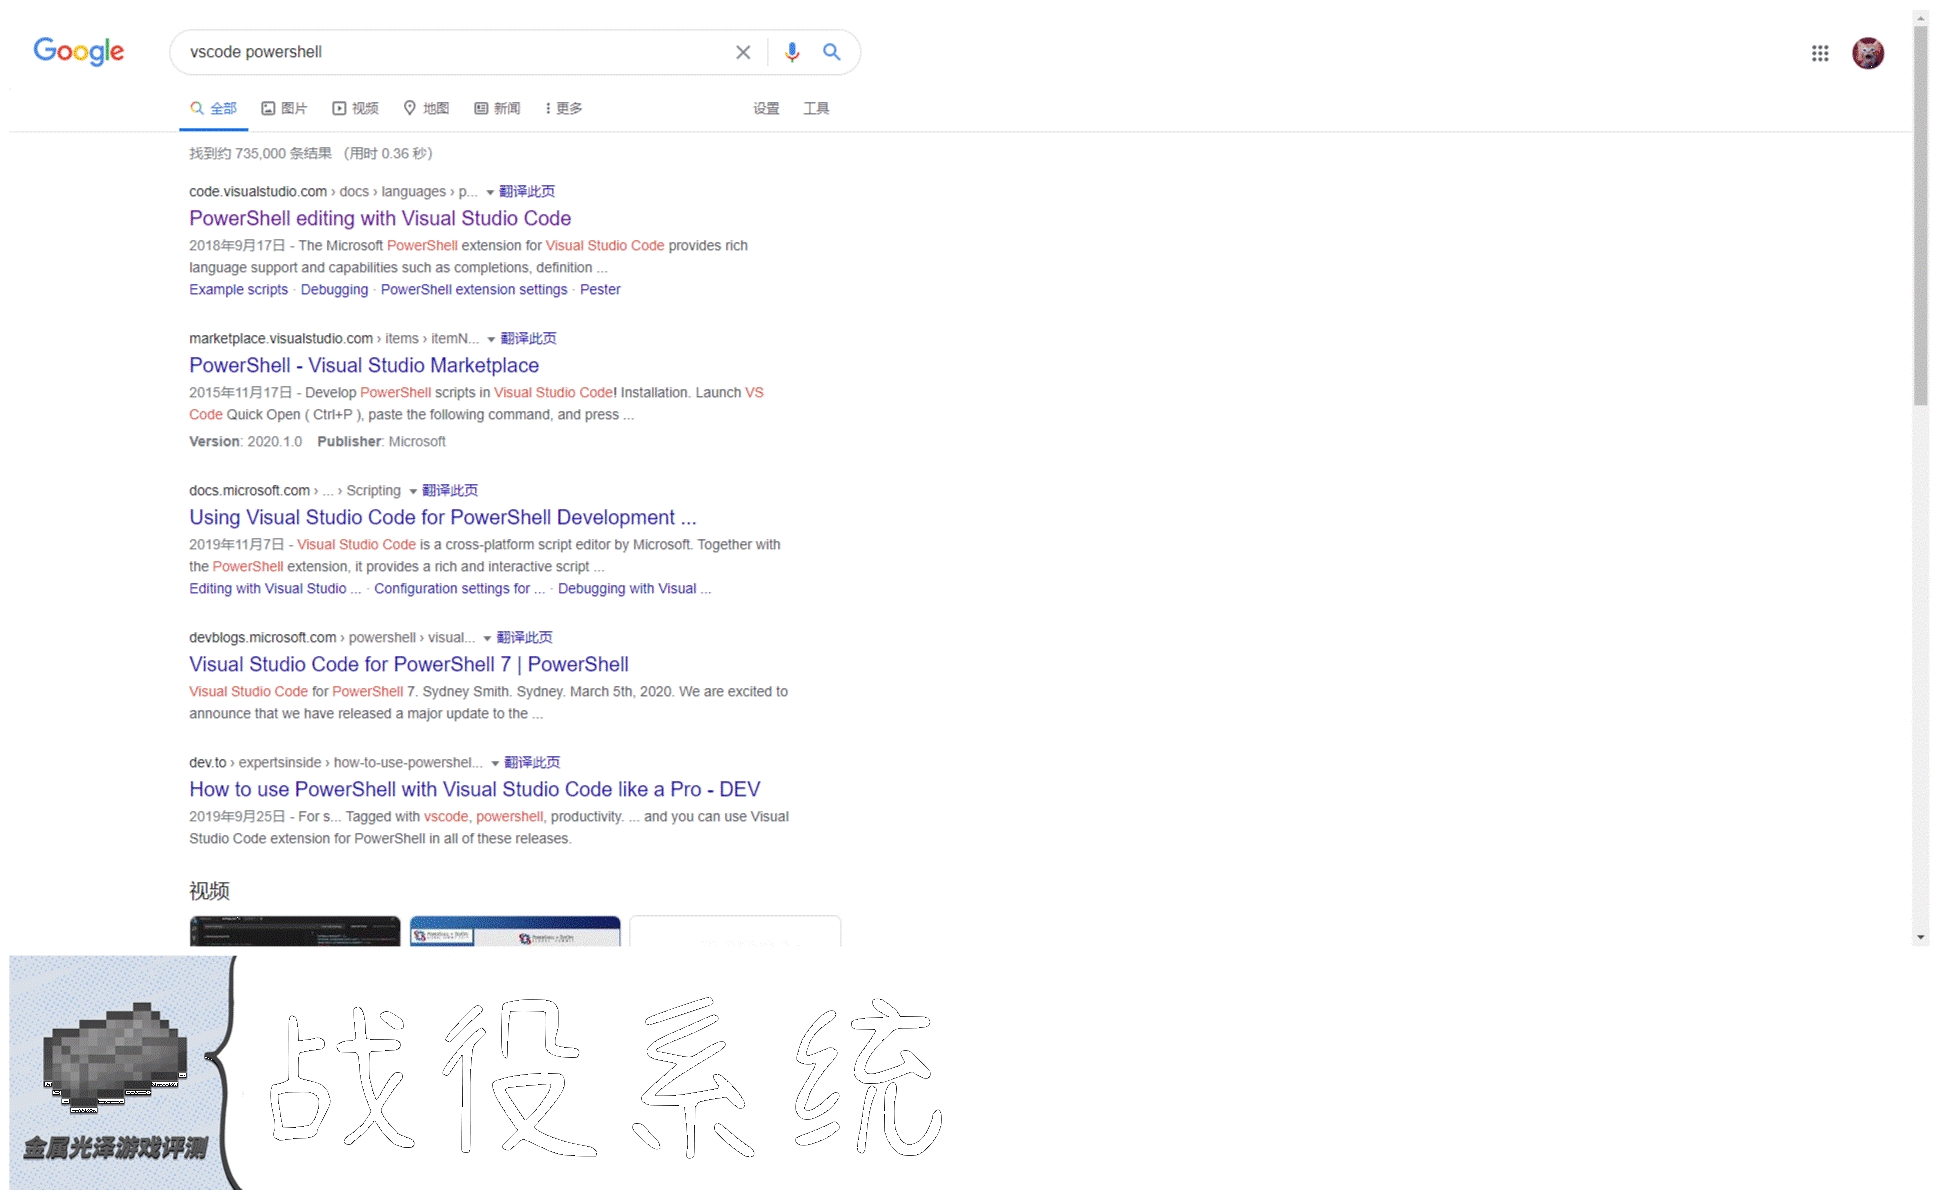 Google
vscode powershell
全部 图片 视频 地图 新闻 更多 设置 工具
找到约 735,000 条结果 （用时 0.36 秒）
code.visualstudio.com › docs › languages › p... 翻译此页
PowerShell editing with Visual Studio Code
2018年9月17日 - The Microsoft PowerShell extension for Visual Studio Code provides rich
language support and capabilities such as completions, definition ...
Example scripts · Debugging · PowerShell extension settings · Pester
marketplace.visualstudio.com › items › itemN... 翻译此页
PowerShell - Visual Studio Marketplace
2015年11月17日 - Develop PowerShell scripts in Visual Studio Code! Installation. Launch VS
Code Quick Open ( Ctrl+P ), paste the following command, and press ...
Version: 2020.1.0 Publisher: Microsoft
docs.microsoft.com › ... › Scripting 翻译此页
Using Visual Studio Code for PowerShell Development ...
2019年11月7日 - Visual Studio Code is a cross-platform script editor by Microsoft. Together with
the PowerShell extension, it provides a rich and interactive script ...
Editing with Visual Studio ... · Configuration settings for ... · Debugging with Visual ...
devblogs.microsoft.com › powershell › visual... 翻译此页
Visual Studio Code for PowerShell 7 | PowerShell
Visual Studio Code for PowerShell 7. Sydney Smith. Sydney. March 5th, 2020. We are excited to
announce that we have released a major update to the ...
dev.to › expertsinside › how-to-use-powershel... 翻译此页
How to use PowerShell with Visual Studio Code like a Pro - DEV
2019年9月25日 - For s... Tagged with vscode, powershell, productivity. ... and you can use Visual
Studio Code extension for PowerShell in all of these releases.
视频
战役系统
金属光泽游戏评测